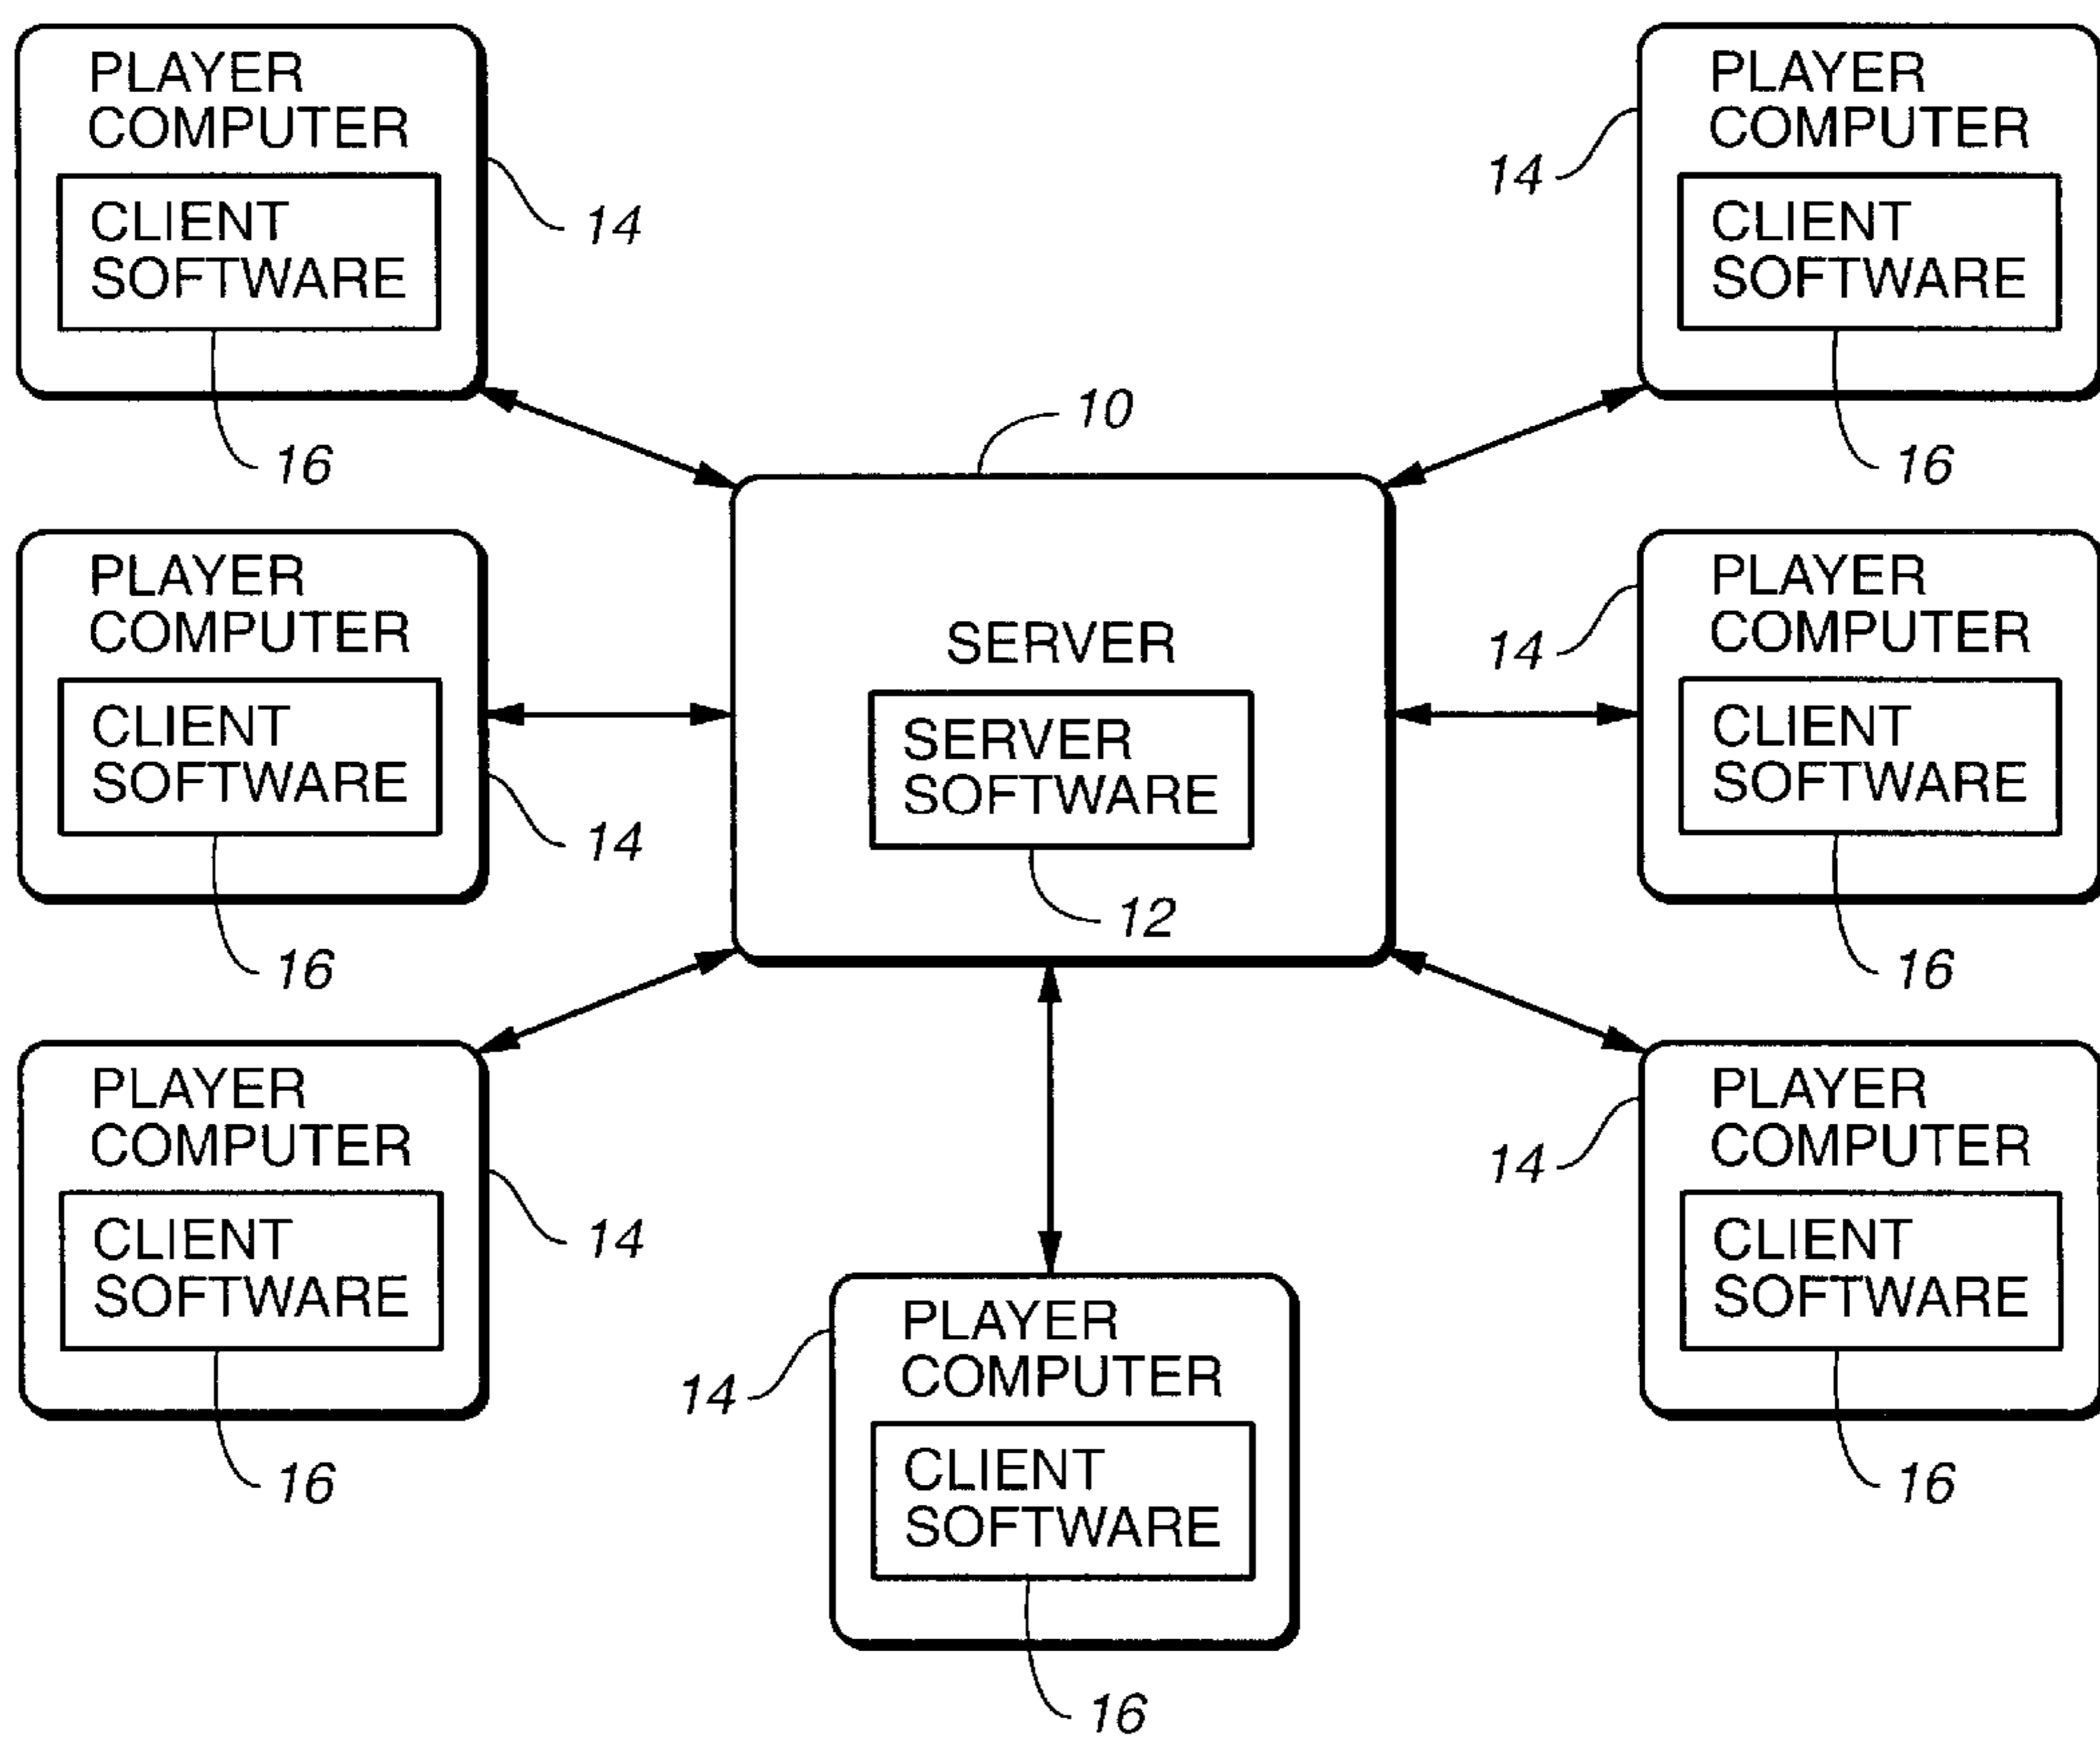 PLAYER
COMPUTER
CLIENT
SOFTWARE
14
16
PLAYER
COMPUTER
CLIENT
SOFTWARE
14
16
10
SERVER
SERVER
SOFTWARE
12
PLAYER
COMPUTER
CLIENT
SOFTWARE
14
16
PLAYER
COMPUTER
CLIENT
SOFTWARE
14
16
PLAYER
COMPUTER
CLIENT
SOFTWARE
14
16
PLAYER
COMPUTER
CLIENT
SOFTWARE
14
16
PLAYER
COMPUTER
CLIENT
SOFTWARE
14
16